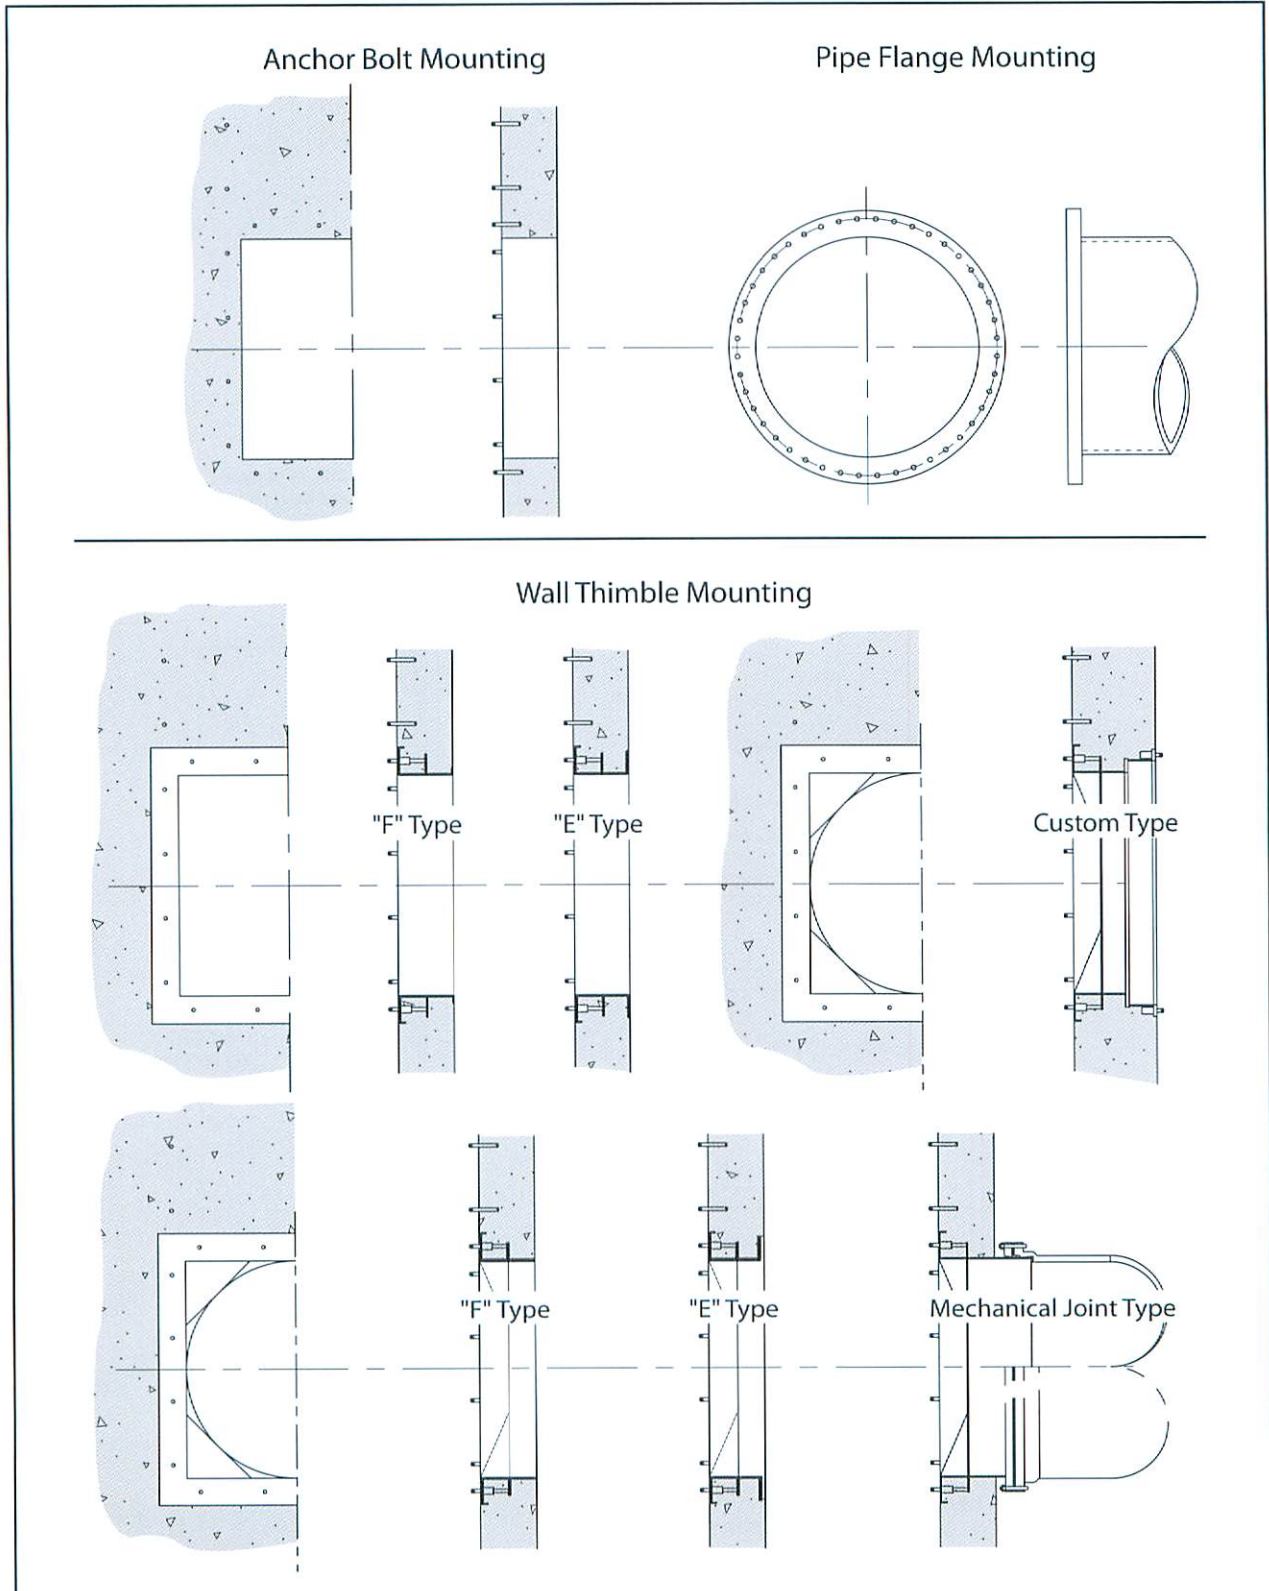 Anchor Bolt Mounting
Pipe Flange Mounting
Wall Thimble Mounting
"F" Type
"E" Type
Custom Type
"F" Type
"E" Type
Mechanical Joint Type